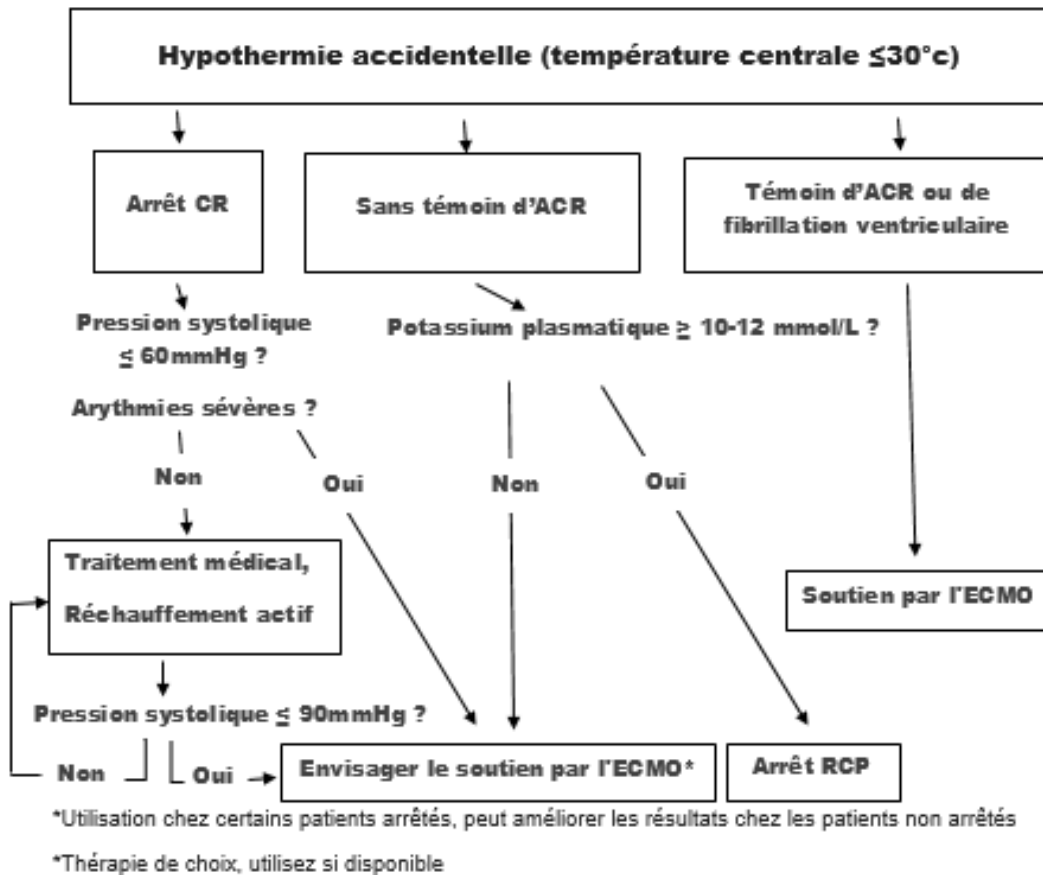 Hypothermie accidentelle (température centrale ≤30°c)
Arrêt CR
Sans témoin d'ACR
Témoin d'ACR ou de
fibrillation ventriculaire
Pression systolique
≤ 60mmHg ?
Arythmies sévères ?
Potassium plasmatique ≥ 10-12 mmol/L ?
Non
Oui
Non
Oui
Traitement médical,
Réchauffement actif
Soutien par l'ECMO
Pression systolique ≤ 90mmHg ?
Non
Oui
Envisager le soutien par l'ECMO*
Arrêt RCP
*Utilisation chez certains patients arrêtés, peut améliorer les résultats chez les patients non arrêtés
*Thérapie de choix, utilisez si disponible